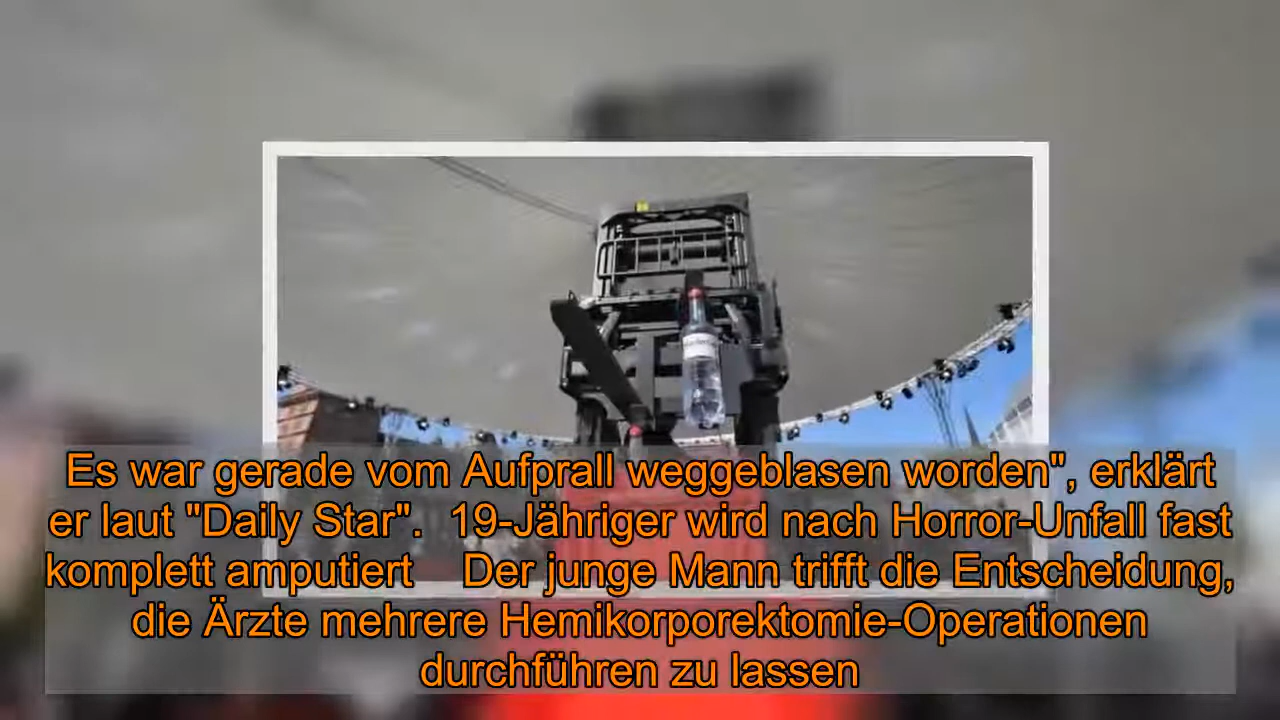 Es war gerade vom Aufprall weggeblasen worden", erklärt
er laut "Daily Star".  19-Jähriger wird nach Horror-Unfall fast
komplett amputiert    Der junge Mann trifft die Entscheidung,
die Ärzte mehrere Hemikorporektomie-Operationen
durchführen zu lassen